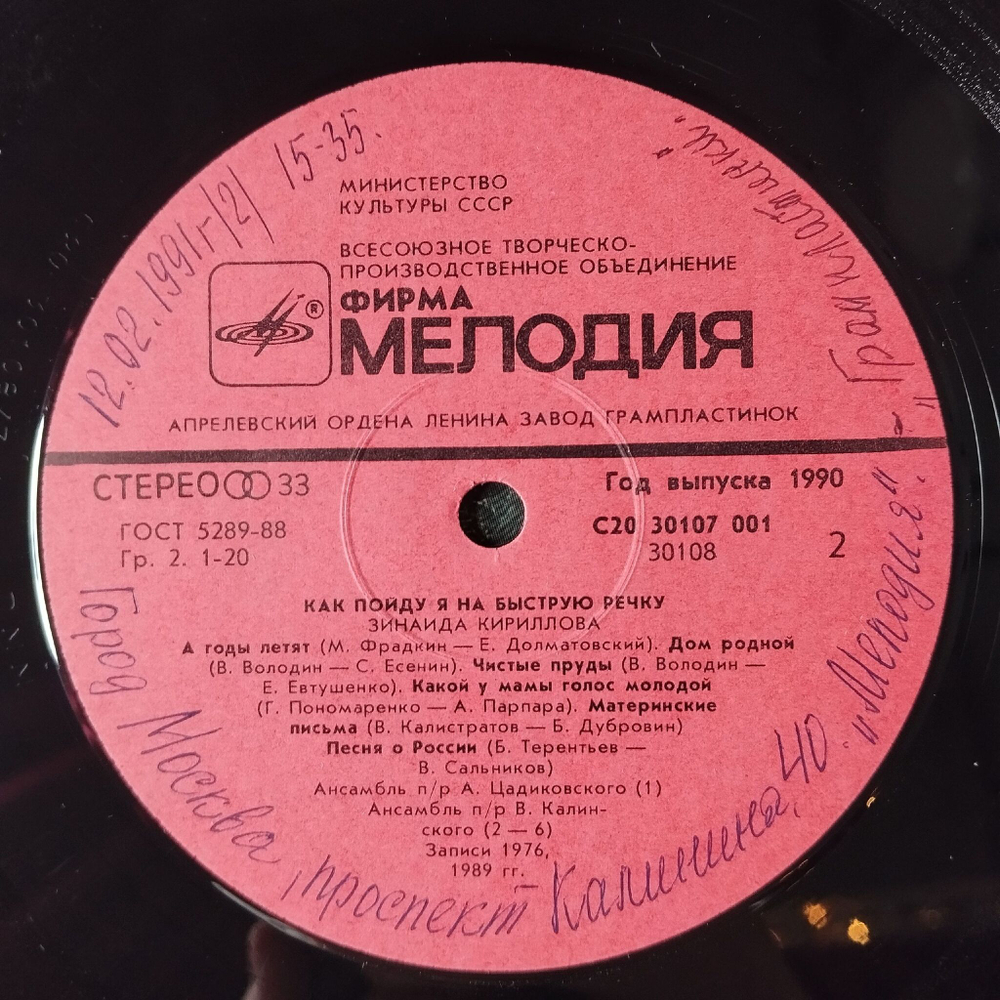 МИНИСТЕРСТВО
КУЛЬТУРЫ СССР
ВСЕСОЮЗНОЕ ТВОРЧЕСКО-
ПРОИЗВОДСТВЕННОЕ ОБЪЕДИНЕНИЕ
ФИРМА
®
МЕЛОДИЯ
АПРЕЛЕВСКИЙ ОРДЕНА ЛЕНИНА ЗАВОД ГРАМПЛАСТИНОК
СТЕРЕО 33
Год выпуска 1990
ГОСТ 5289-88
Гр. 2. 1-20
С20 30107 001
30108
2
КАК ПОЙДУ Я НА БЫСТРУЮ РЕЧКУ
ЗИНАИДА КИРИЛЛОВА
А годы летят (М. Фрадкин — Е. Долматовский). Дом родной
(В. Володин — С. Есенин). Чистые пруды (В. Володин —
Е. Евтушенко). Какой у мамы голос молодой
(Г. Пономаренко — А. Парпара). Материнские
письма (В. Калистратов — Б. Дубровин)
Песня о России (Б. Терентьев —
В. Сальников)
Ансамбль п/р А. Цадиковского (1)
Ансамбль п/р В. Калин-
ского (2 — 6)
Записи 1976,
1989 гг.
12.02.1991г/2/ 15-35.
Город Москва, проспект Калинина, 40. „Мелодия".